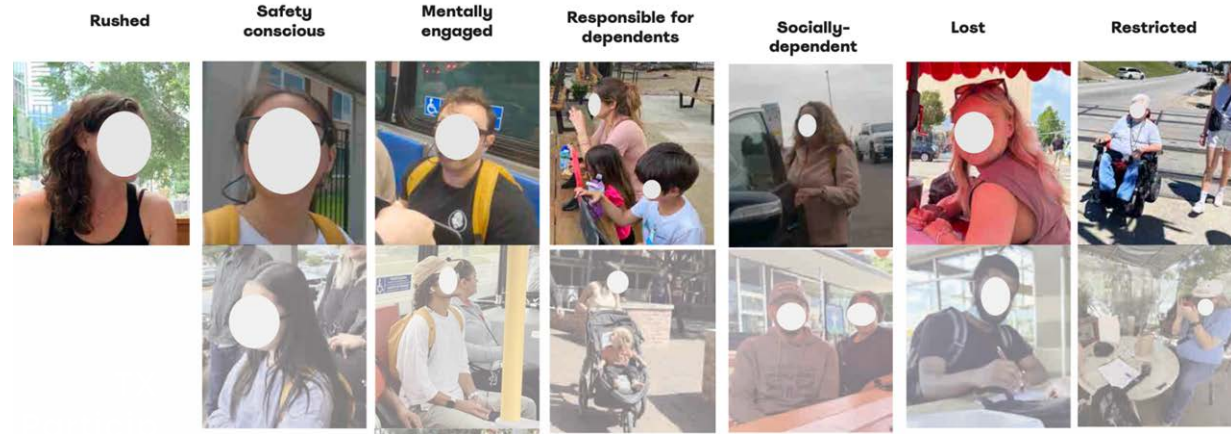 Rushed
Safety
conscious
Mentally
engaged
Responsible for
dependents
Socially-
dependent
Lost
Restricted